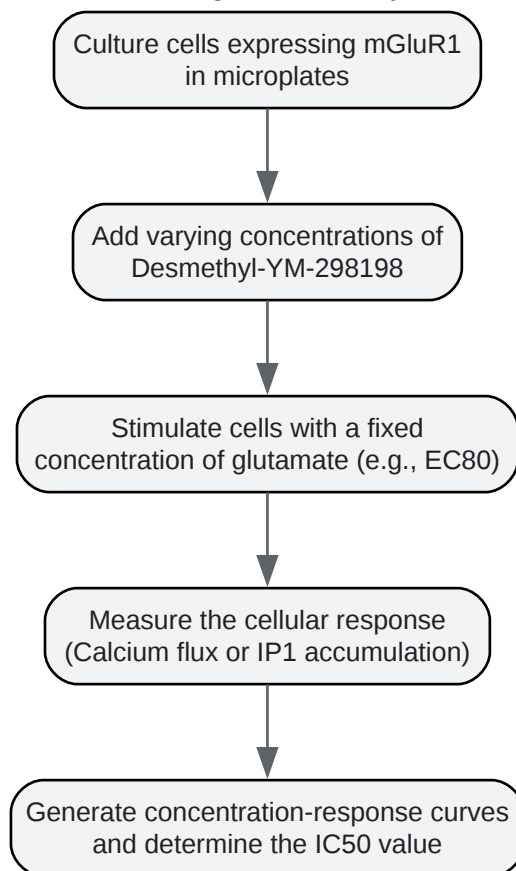 Culture cells expressing mGluR1
in microplates
Add varying concentrations of
Desmethyl-YM-298198
Stimulate cells with a fixed
concentration of glutamate (e.g., EC80)
Measure the cellular response
(Calcium flux or IP1 accumulation)
Generate concentration-response curves
and determine the IC50 value